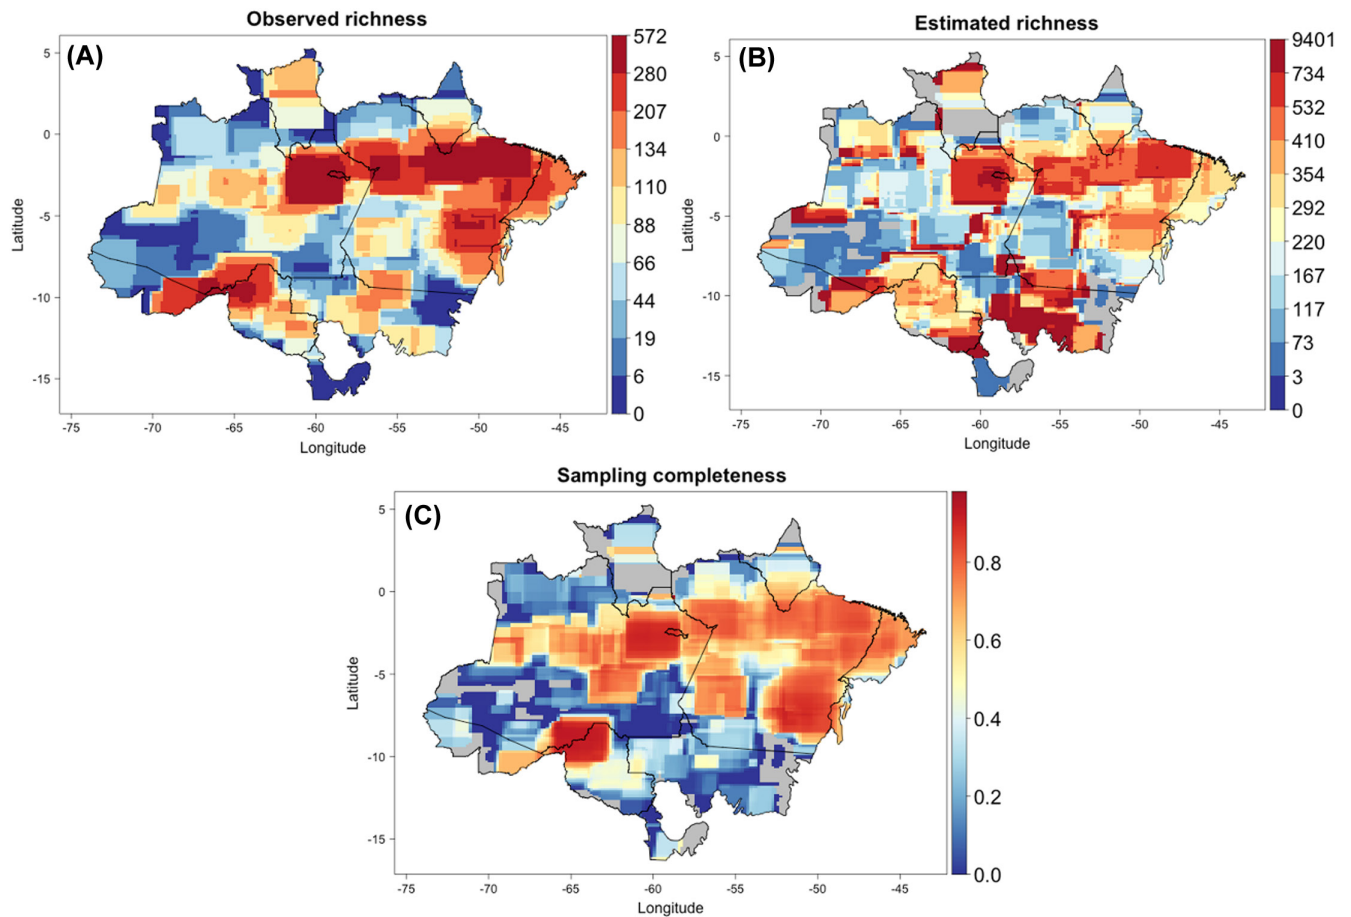 Observed richness
(A)
572
280
207
134
110
88
66
44
19
6
0
5
0
-5
-10
-15
Latitude
-75 -70 -65 -60 -55 -50 -45
Longitude
Estimated richness
(B)
9401
734
532
410
354
292
220
167
117
73
3
0
5
0
-5
-10
-15
Latitude
-75 -70 -65 -60 -55 -50 -45
Longitude
Sampling completeness
(C)
0.8
0.6
0.4
0.2
0.0
5
0
-5
-10
-15
Latitude
-75 -70 -65 -60 -55 -50 -45
Longitude